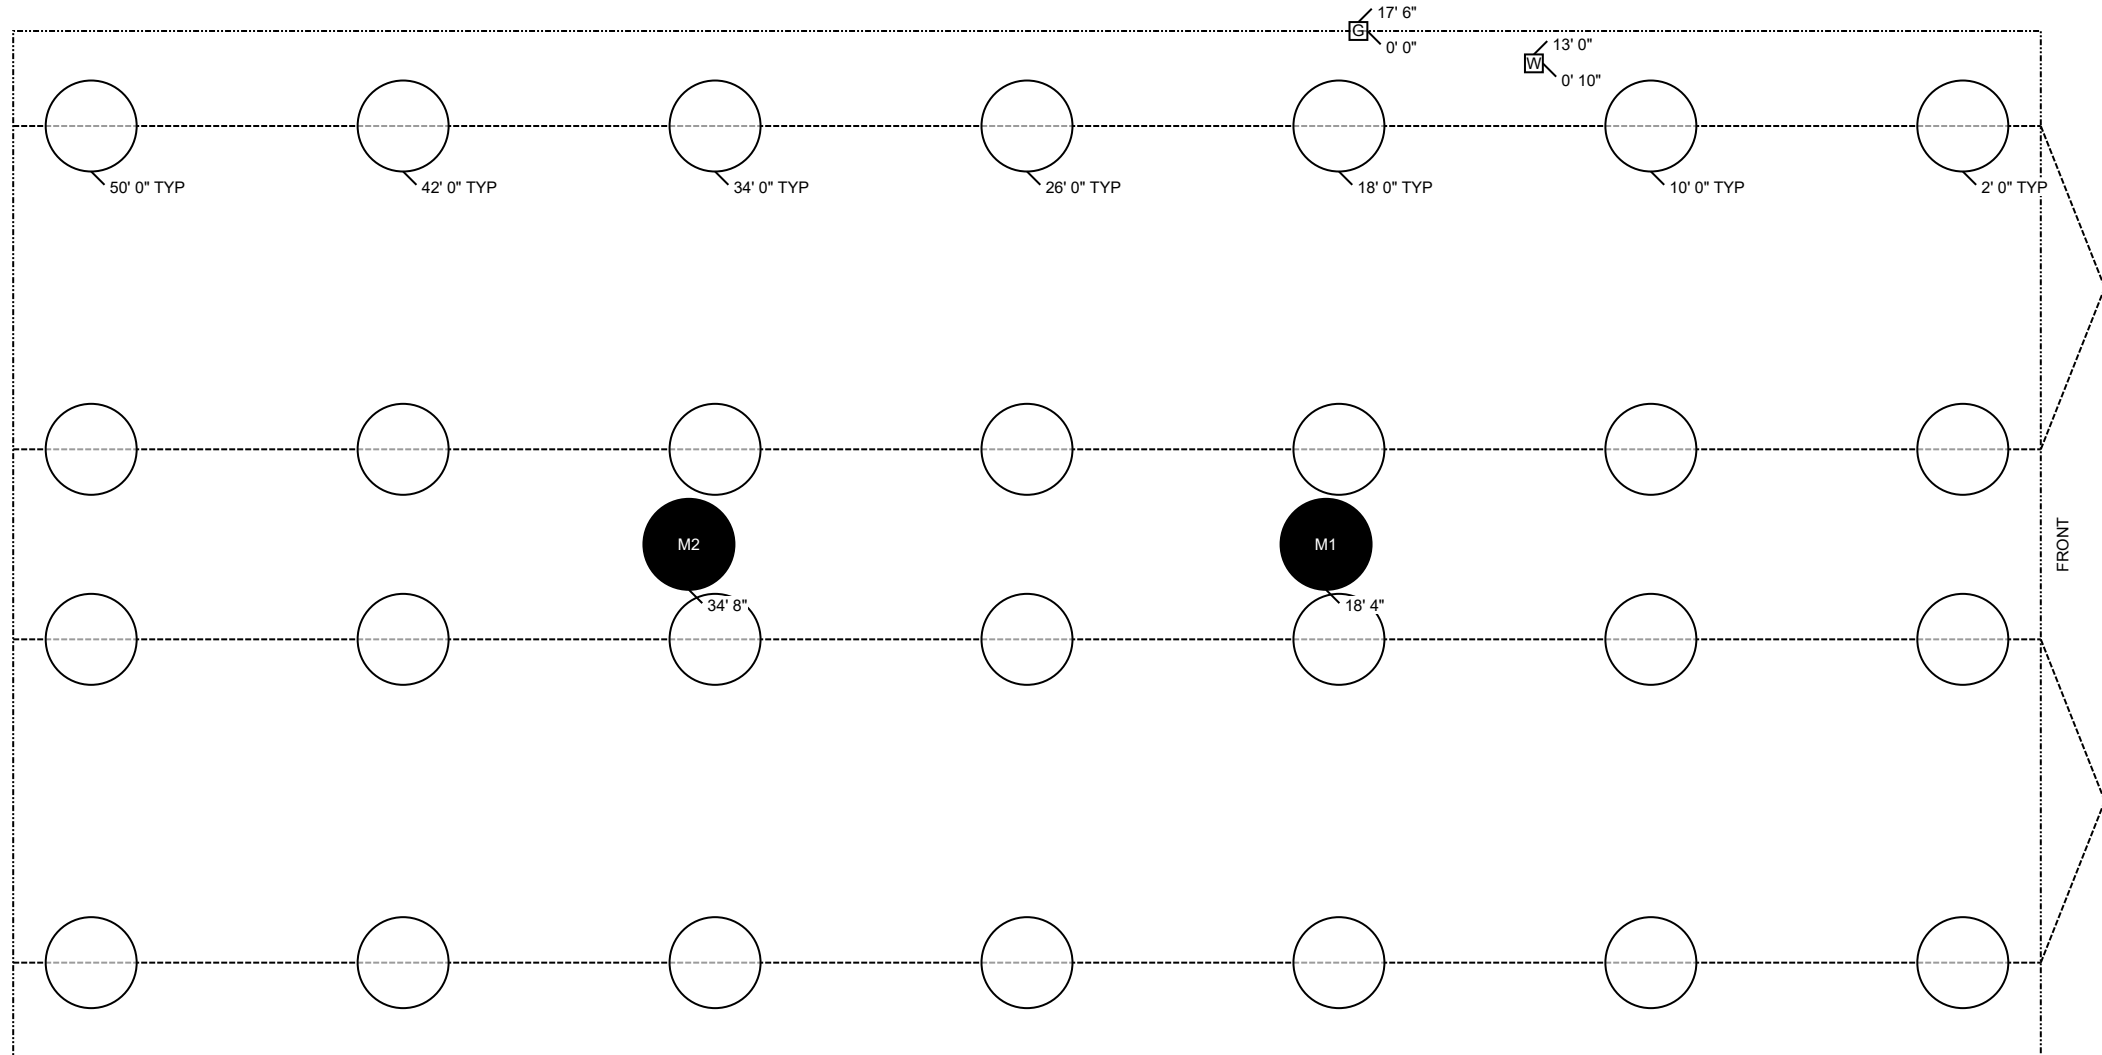 17' 6"
G
0' 0"
13' 0"
W
0' 10"
50' 0" TYP
42' 0" TYP
34' 0" TYP
26' 0" TYP
18' 0" TYP
10' 0" TYP
2' 0" TYP
M2
M1
FRONT
34' 8"
18' 4"